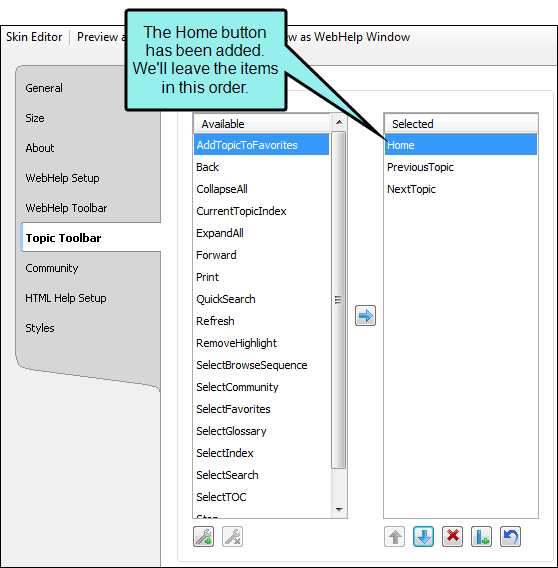 Skin Editor
Preview a
ew as WebHelp Window
The Home button
has been added.
We'll leave the items
in this order.
General
Size
About
WebHelp Setup
WebHelp Toolbar
Topic Toolbar
Community
HTML Help Setup
Styles
Available
AddTopicToFavorites
Back
CollapseAll
CurrentTopicIndex
ExpandAll
Forward
Print
QuickSearch
Refresh
RemoveHighlight
SelectBrowseSequence
SelectCommunity
SelectFavorites
SelectGlossary
SelectIndex
SelectSearch
SelectTOC
Selected
Home
PreviousTopic
NextTopic